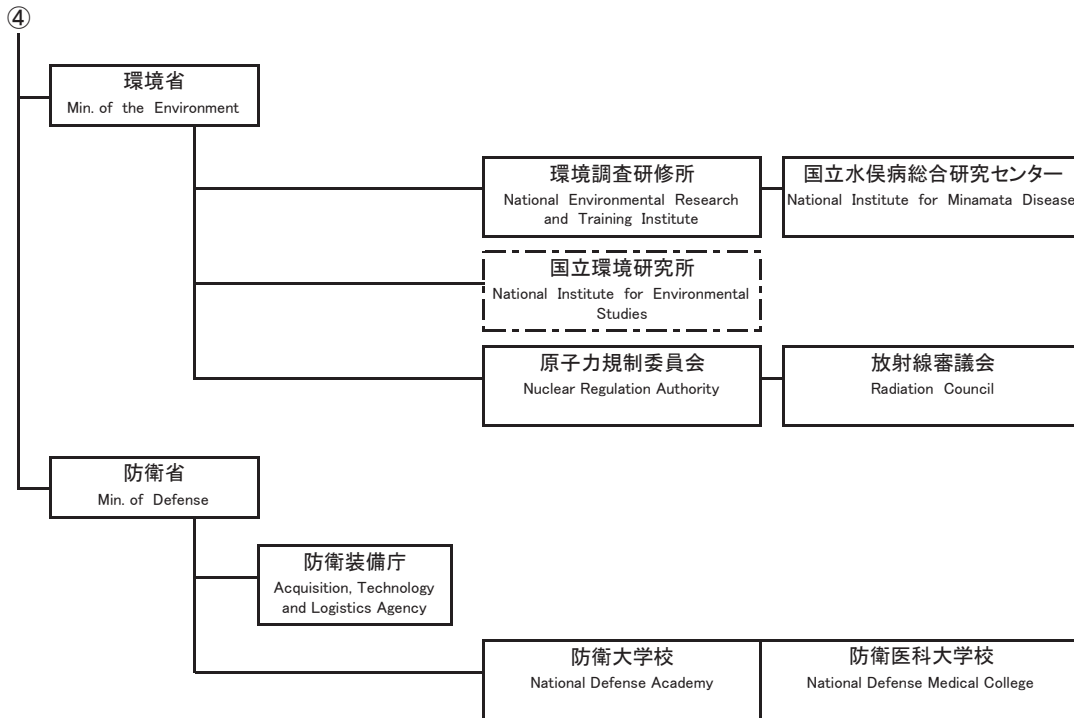 ④
環境省
Min. of the Environment
環境調査研修所
National Environmental Research
and Training Institute
国立水俣病総合研究センター
National Institute for Minamata Disease
国立環境研究所
National Institute for Environmental
Studies
原子力規制委員会
Nuclear Regulation Authority
放射線審議会
Radiation Council
防衛省
Min. of Defense
防衛装備庁
Acquisition, Technology
and Logistics Agency
防衛大学校
National Defense Academy
防衛医科大学校
National Defense Medical College